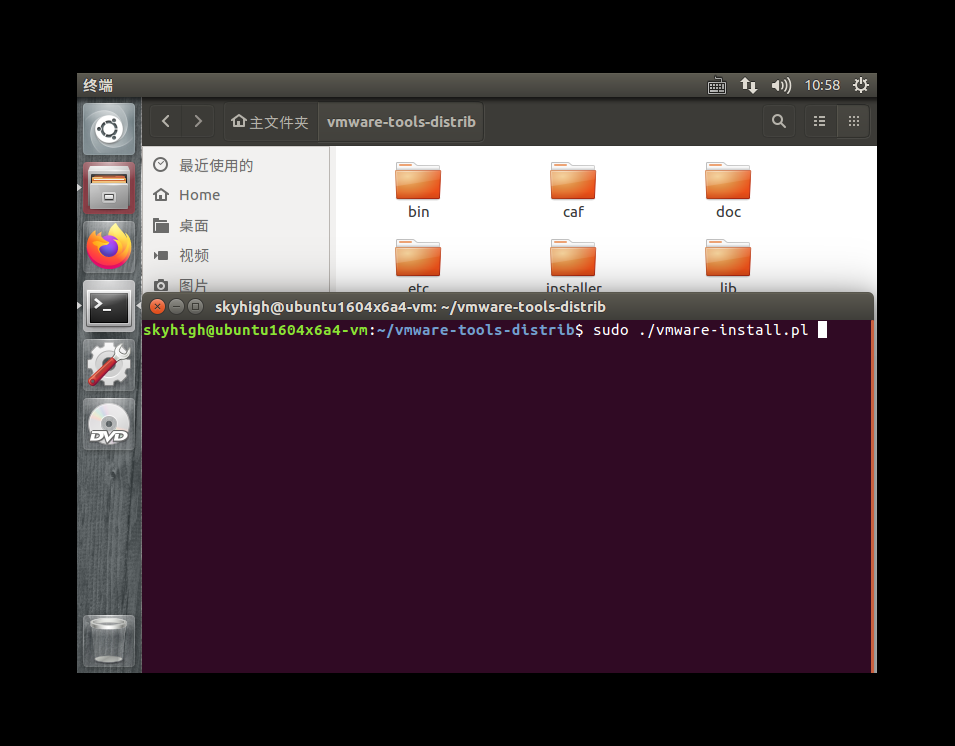 终端
10:58
主文件夹 vmware-tools-distrib
最近使用的
Home
桌面
视频
图片
bin
caf
doc
etc
installer
lib
skyhigh@ubuntu1604x6a4-vm: ~/vmware-tools-distrib
skyhigh@ubuntu1604x6a4-vm:~/vmware-tools-distrib$ sudo ./vmware-install.pl
>_
DVD